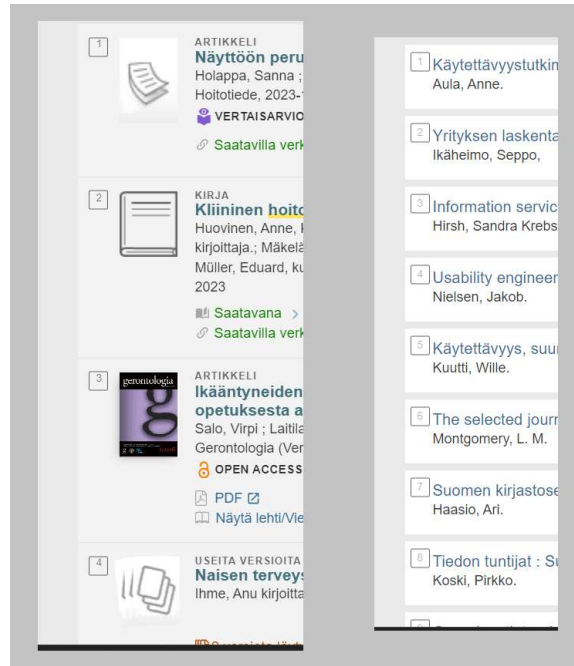 1
ARTIKKELI
Näyttöön peru
Holappa, Sanna ;
Hoitotiede, 2023-
VERTAISARVIO
Saatavilla verk
2
KIRJA
Kliininen hoito
Huovinen, Anne, k
kirjoittaja.; Mäkelä
Müller, Eduard, ku
2023
Saatavana >
Saatavilla verk
3
gerontologia
g
ARTIKKELI
Ikääntyneiden
opetuksesta a
Salo, Virpi ; Laitila
Gerontologia (Ver
OPEN ACCESS
PDF
Näytä lehti/Vie
4
USEITA VERSIOITA
Naisen terveys
Ihme, Anu kirjoitta
1
Käytettävyystutkin
Aula, Anne.
2
Yrityksen laskenta
Ikäheimo, Seppo,
3
Information servic
Hirsh, Sandra Krebs
4
Usability engineer
Nielsen, Jakob.
5
Käytettävyys, suu
Kuutti, Wille.
6
The selected journ
Montgomery, L. M.
7
Suomen kirjastose
Haasio, Ari.
8
Tiedon tuntijat : Su
Koski, Pirkko.